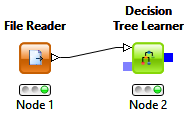 File Reader
Decision
Tree Learner
Node 1
Node 2